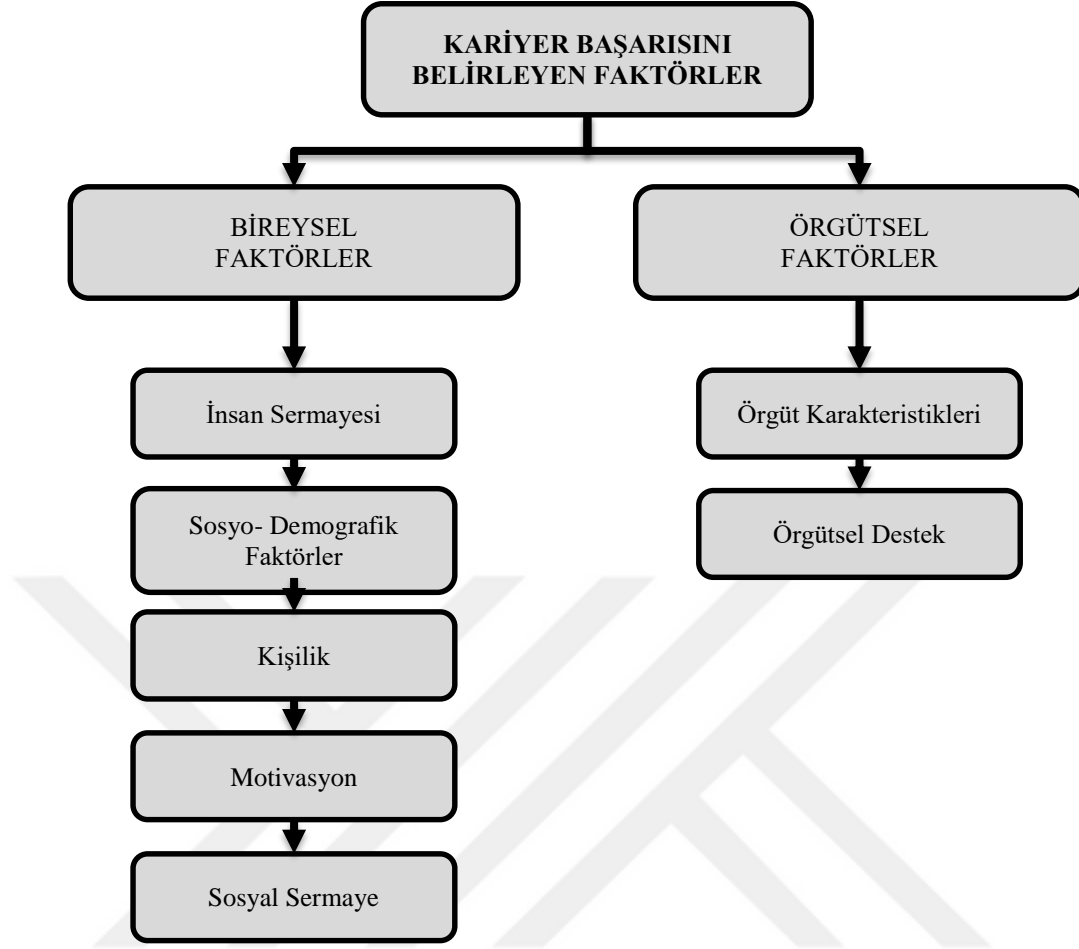 KARİYER BAŞARISINI
BELİRLEYEN FAKTÖRLER
BİREYSEL
FAKTÖRLER
ÖRGÜTSEL
FAKTÖRLER
İnsan Sermayesi
Örgüt Karakteristikleri
Sosyo- Demografik
Faktörler
Örgütsel Destek
Kişilik
Motivasyon
Sosyal Sermaye